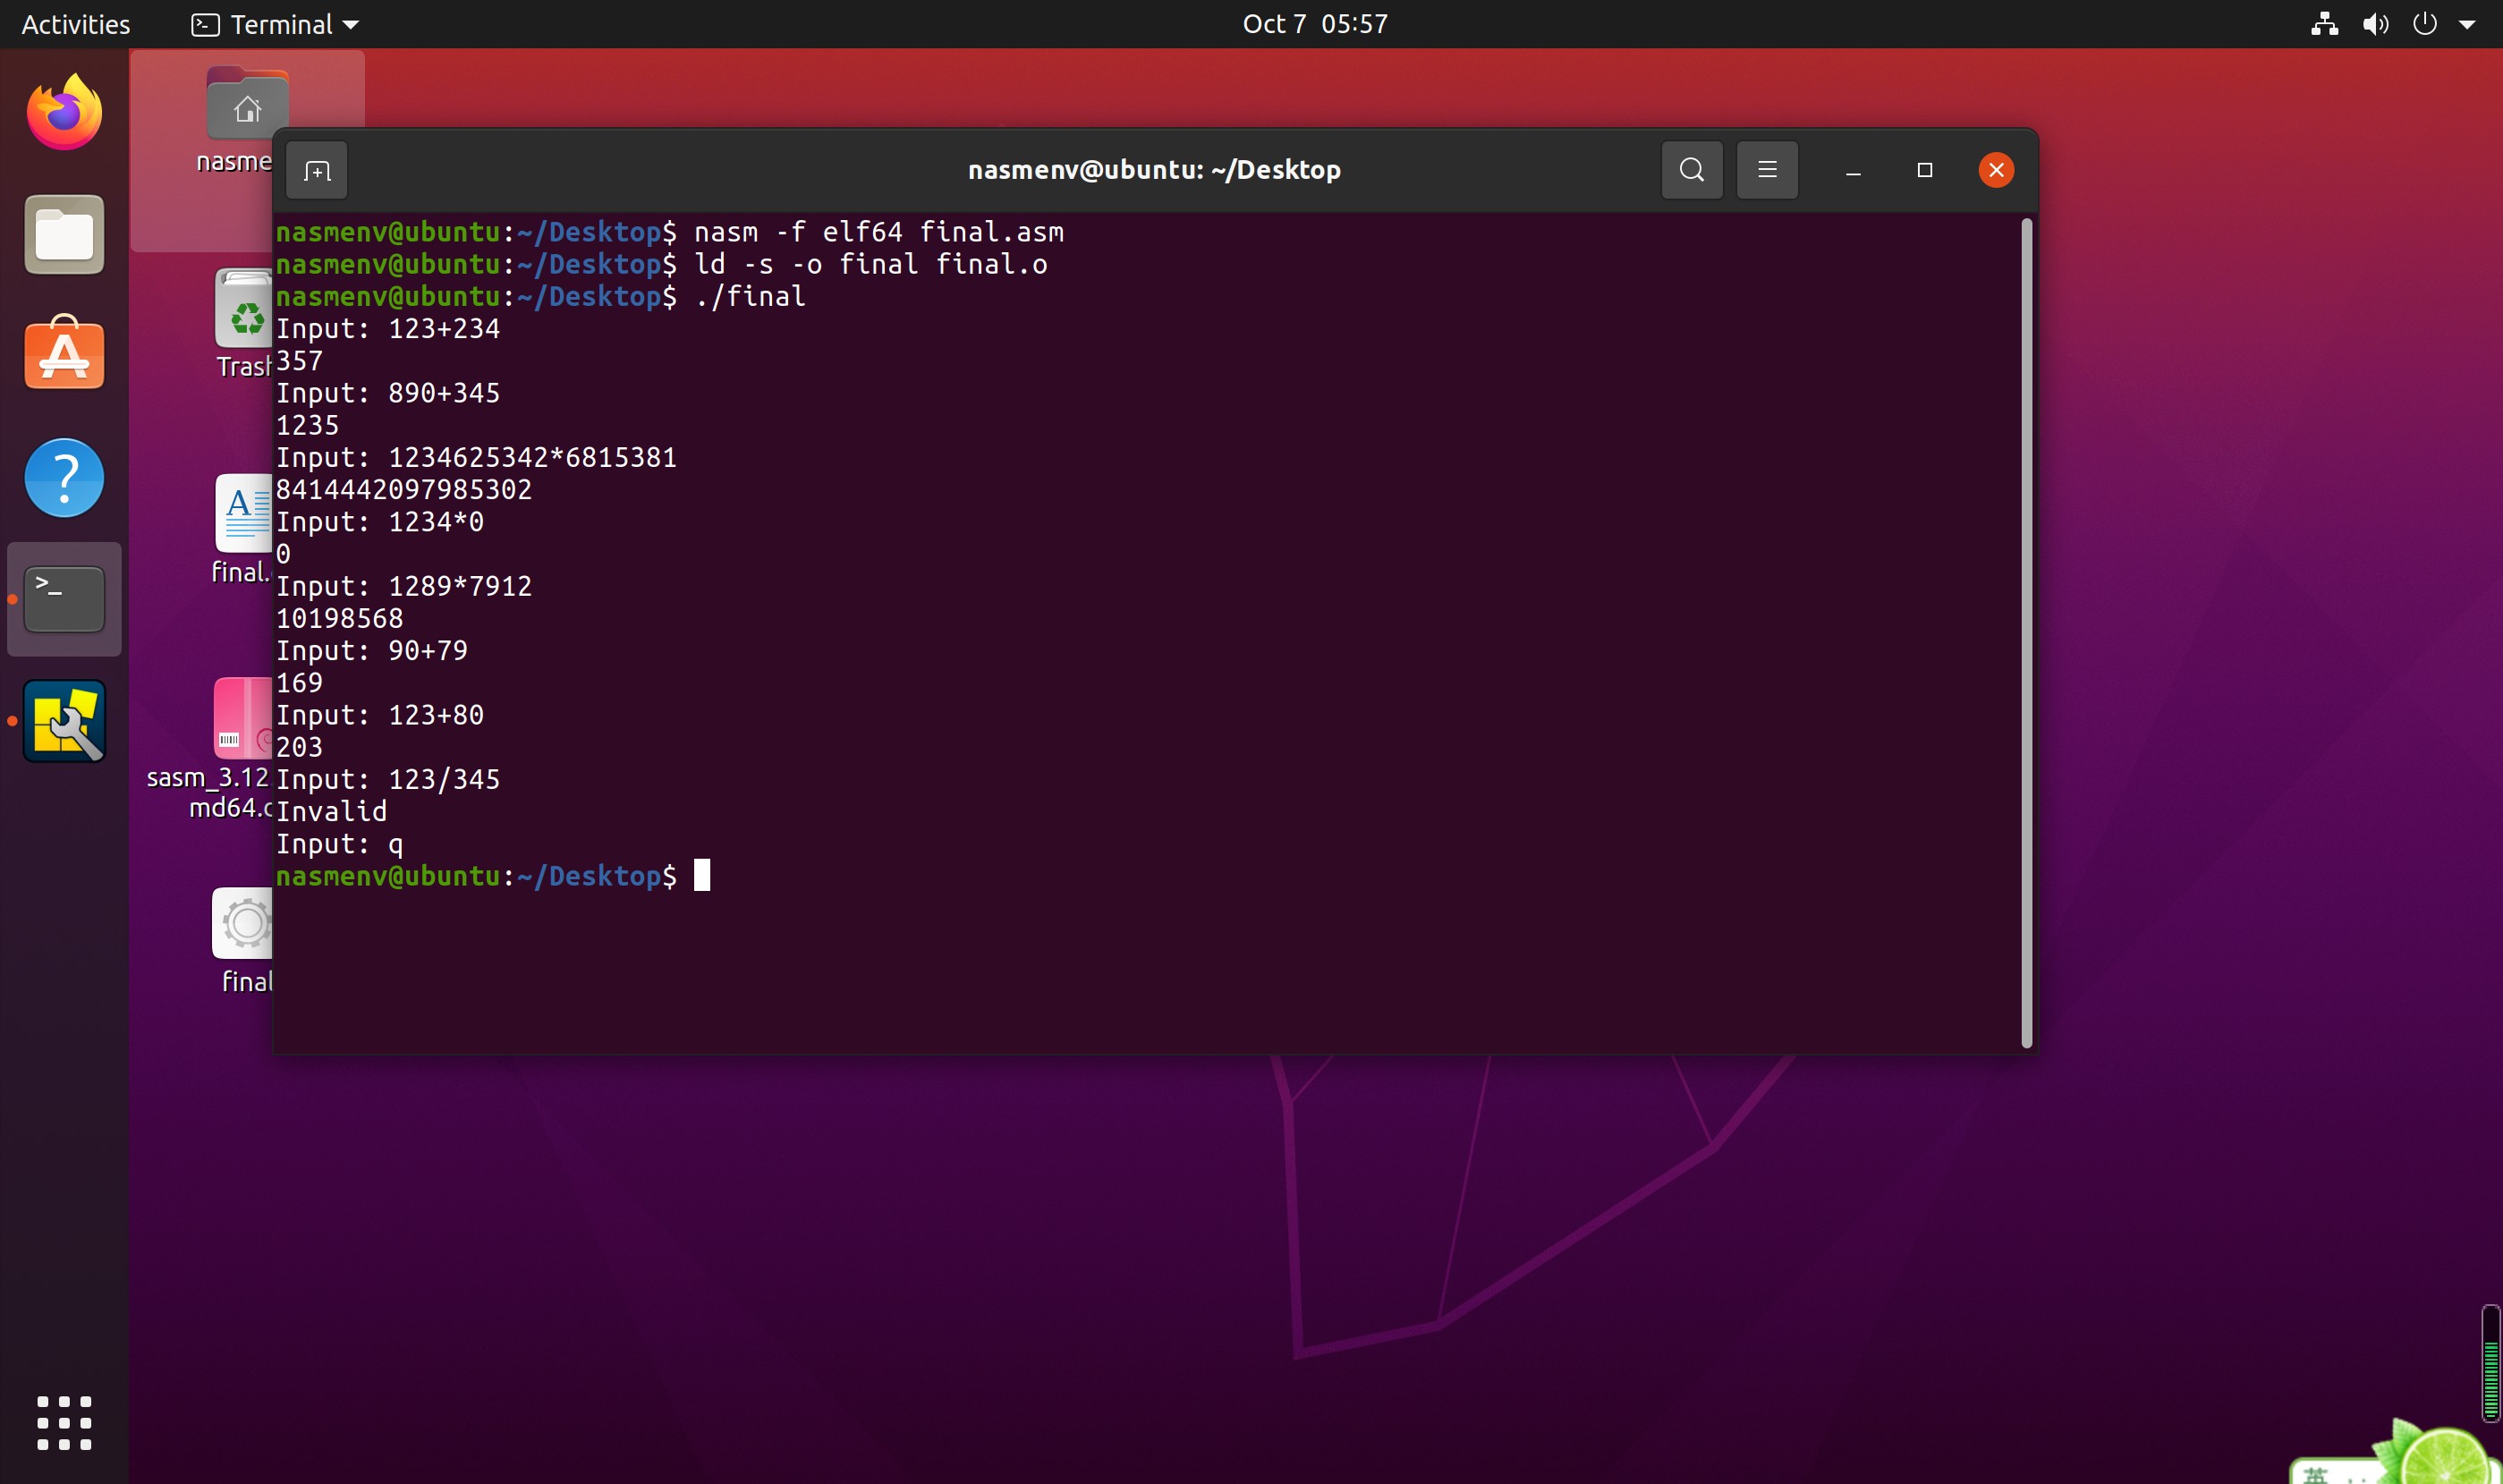 Activities
Terminal
Oct 7 05:57
nasme
Trash
final.
sasm_3.12
md64.
final
nasmenv@ubuntu: ~/Desktop
nasmenv@ubuntu:~/Desktop$ nasm -f elf64 final.asm
nasmenv@ubuntu:~/Desktop$ ld -s -o final final.o
nasmenv@ubuntu:~/Desktop$ ./final
Input: 123+234
357
Input: 890+345
1235
Input: 1234625342*6815381
8414442097985302
Input: 1234*0
0
Input: 1289*7912
10198568
Input: 90+79
169
Input: 123+80
203
Input: 123/345
Invalid
Input: q
nasmenv@ubuntu:~/Desktop$
英